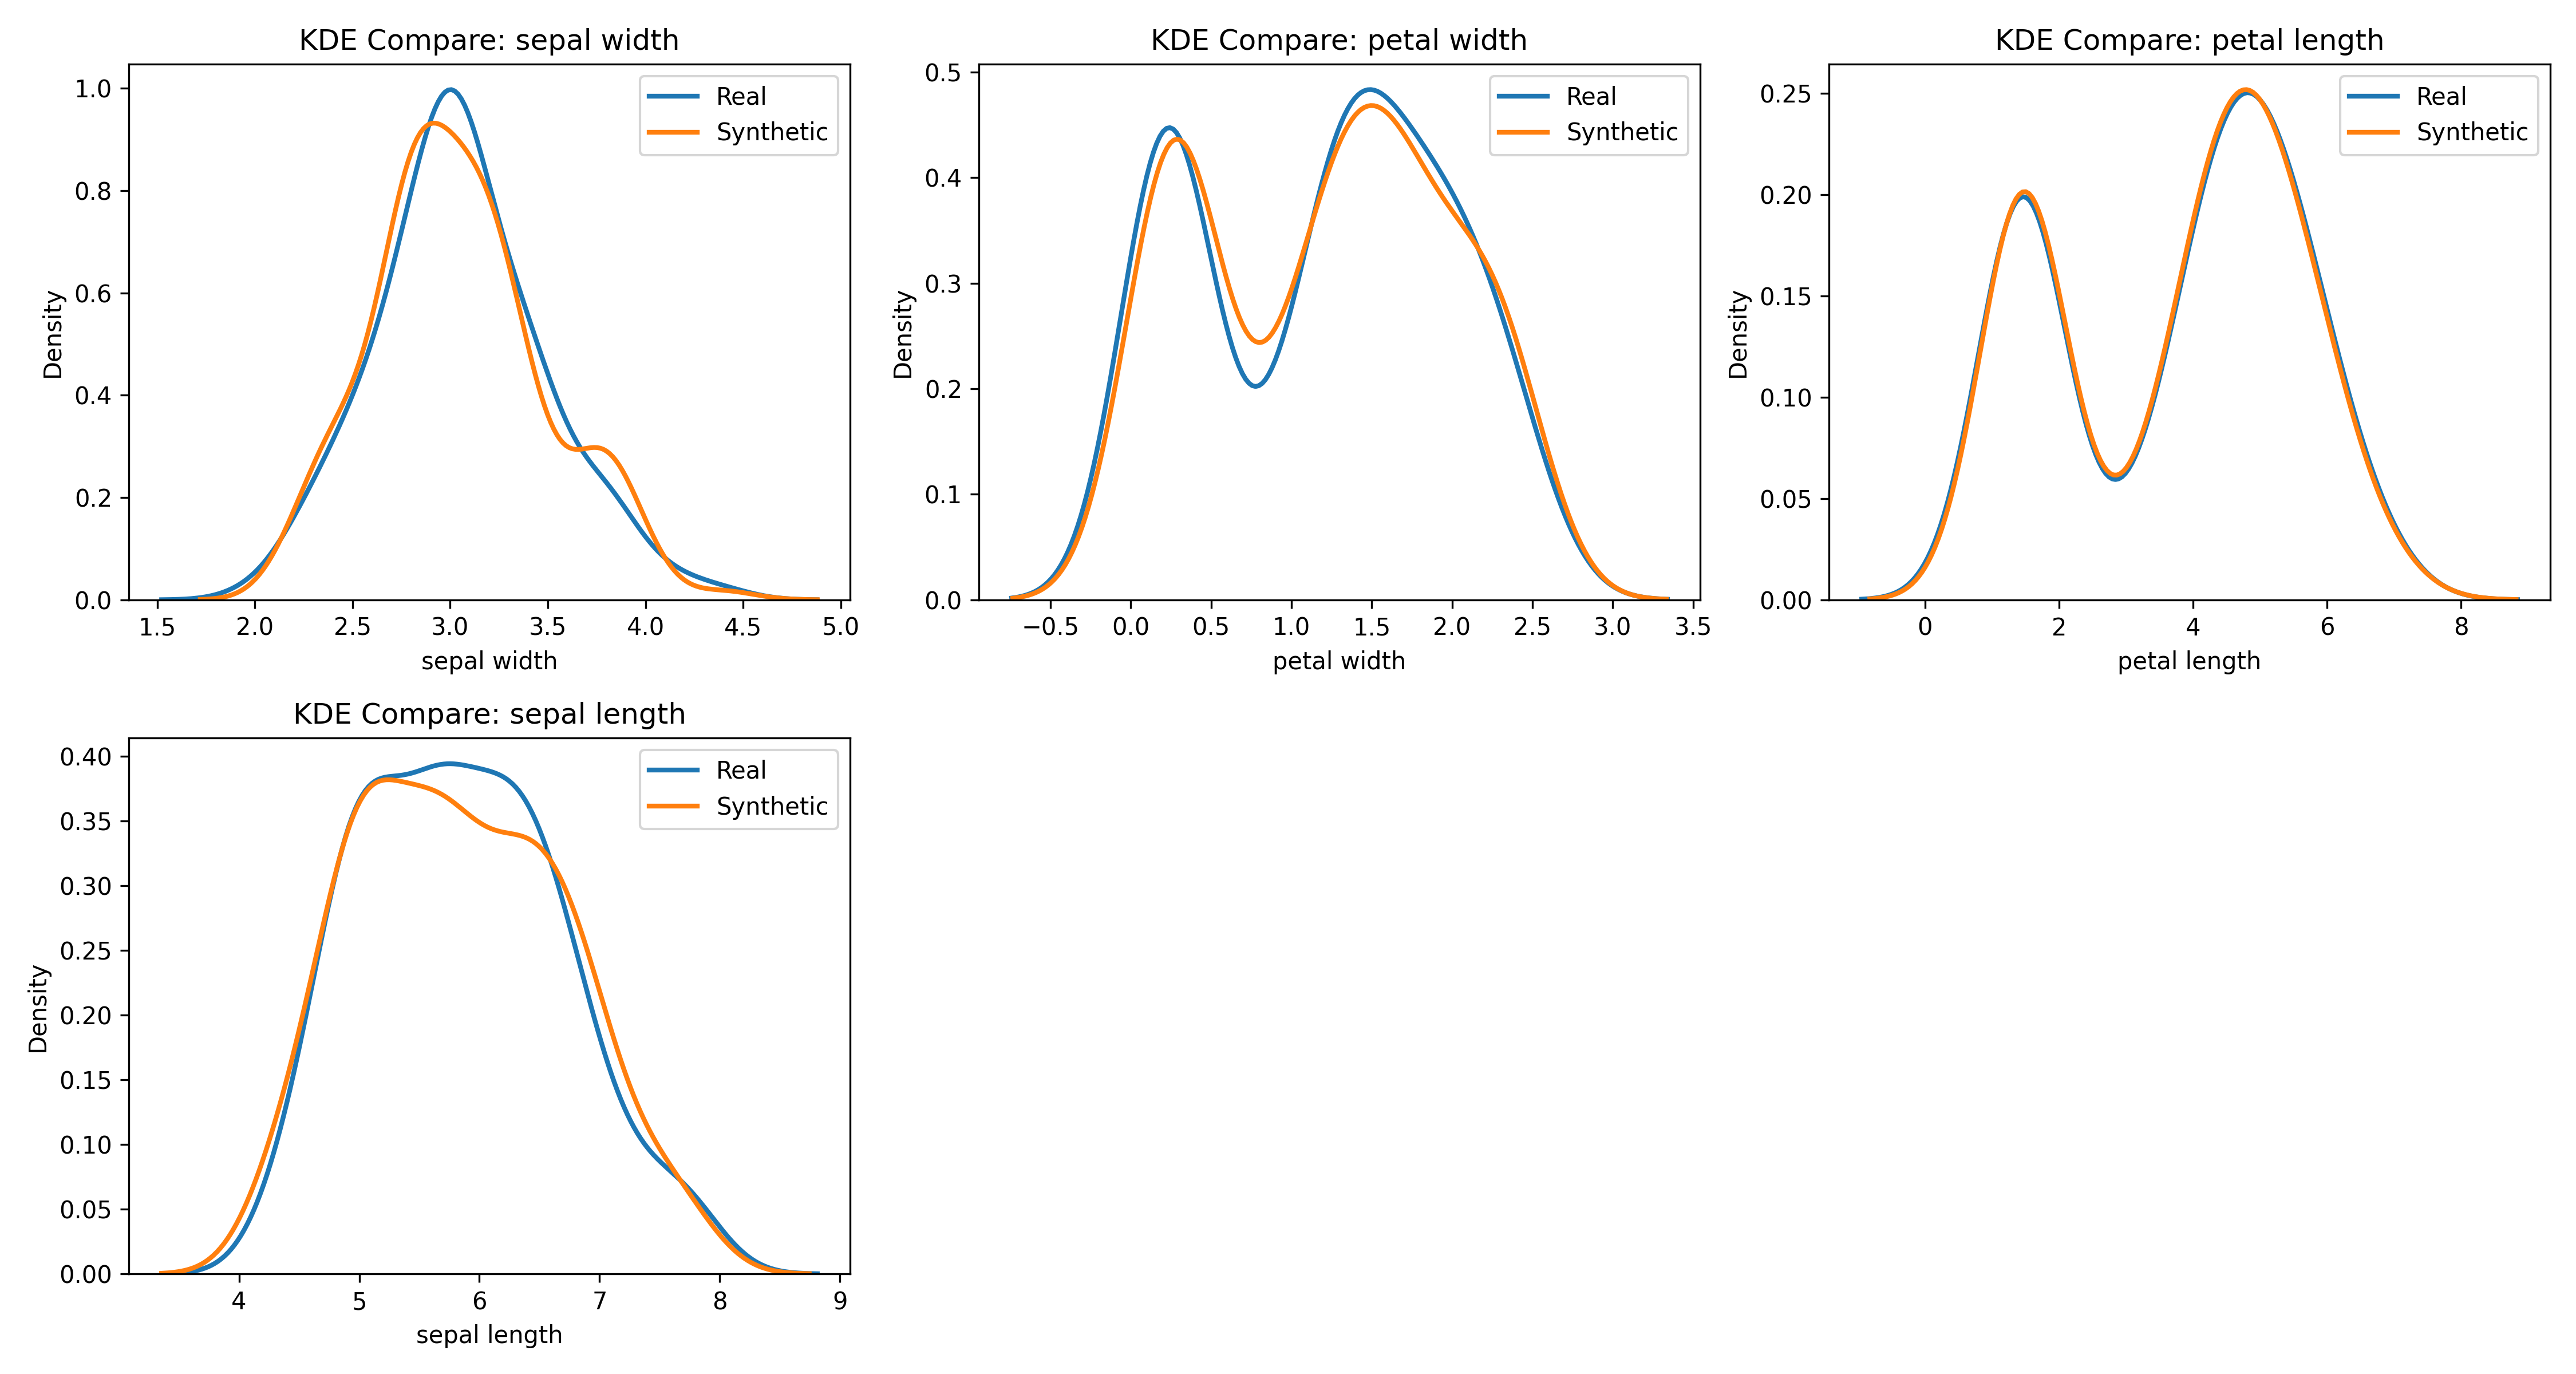 KDE Compare: sepal width
Real
Synthetic
Density
1.0
0.8
0.6
0.4
0.2
0.0
1.5 2.0 2.5 3.0 3.5 4.0 4.5 5.0
sepal width
KDE Compare: petal width
Real
Synthetic
Density
0.5
0.4
0.3
0.2
0.1
0.0
−0.5 0.0 0.5 1.0 1.5 2.0 2.5 3.0 3.5
petal width
KDE Compare: petal length
Real
Synthetic
Density
0.25
0.20
0.15
0.10
0.05
0.00
0 2 4 6 8
petal length
KDE Compare: sepal length
Real
Synthetic
Density
0.40
0.35
0.30
0.25
0.20
0.15
0.10
0.05
0.00
4 5 6 7 8 9
sepal length